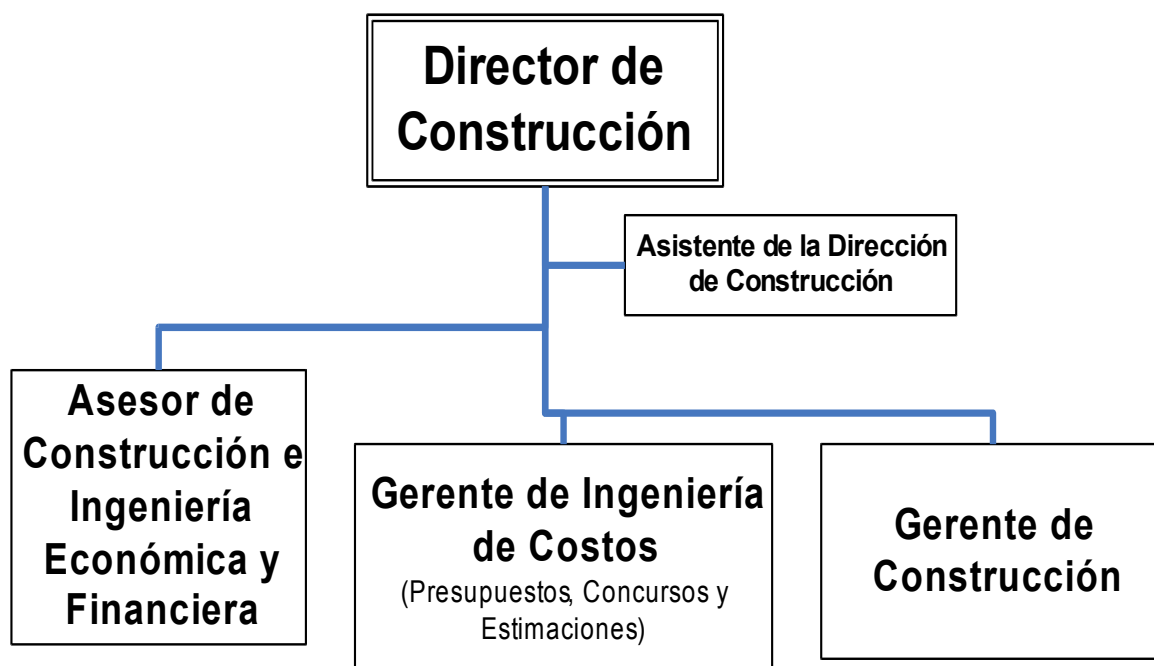 Director de
Construcción
Asistente de la Dirección
de Construcción
Asesor de
Construcción e
Ingeniería
Económica y
Financiera
Gerente de Ingeniería
de Costos
(Presupuestos, Concursos y
Estimaciones)
Gerente de
Construcción